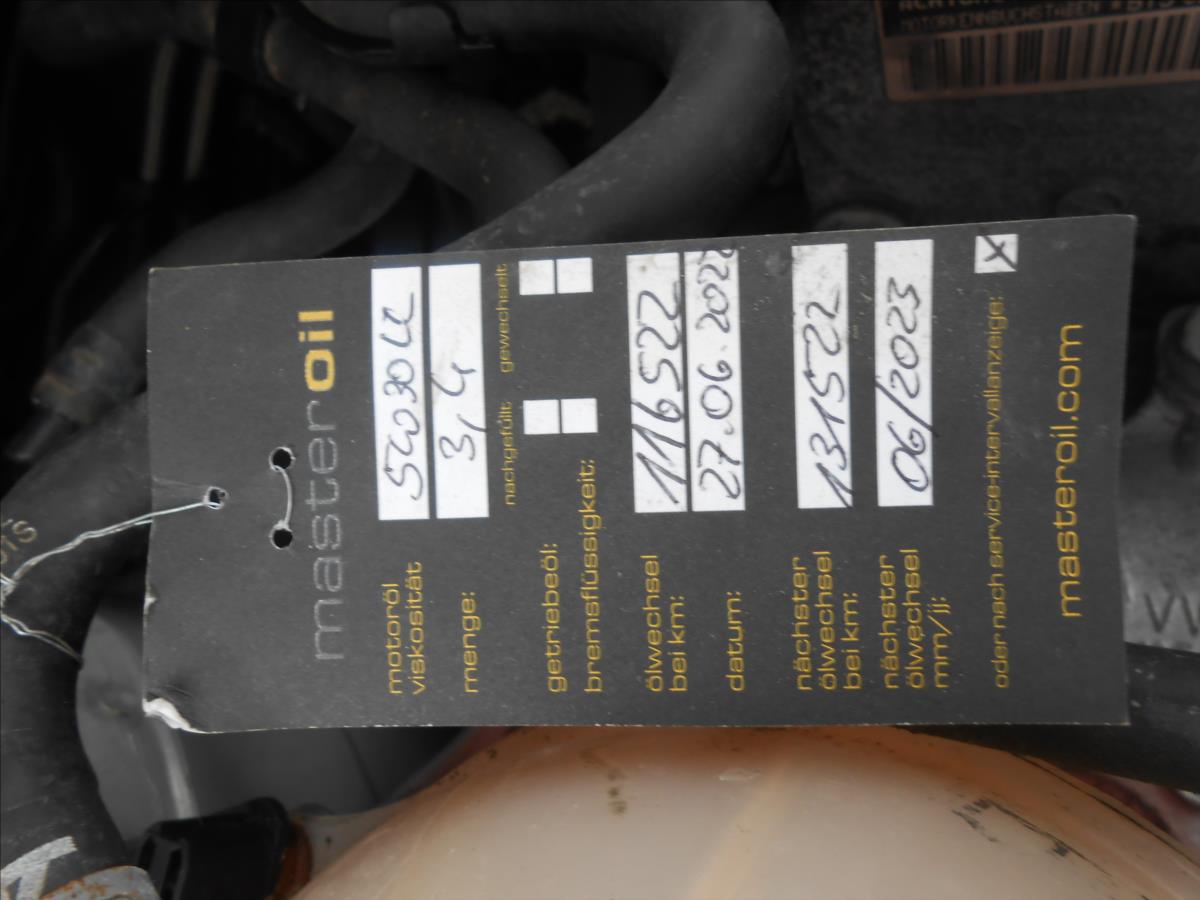 masteroil
motoröl
viskosität
5W30LL
menge: 3,4
nachgefüllt gewechselt
getriebeöl:
bremsflüssigkeit:
ölwechsel
bei km: 116522
datum: 27.06.2022
nächster
ölwechsel
bei km: 131522
nächster
ölwechsel
mm/jj: 06/2023
oder nach service-intervallanzeige: X
masteroil.com
MOTORKENNBUCHSTABEN